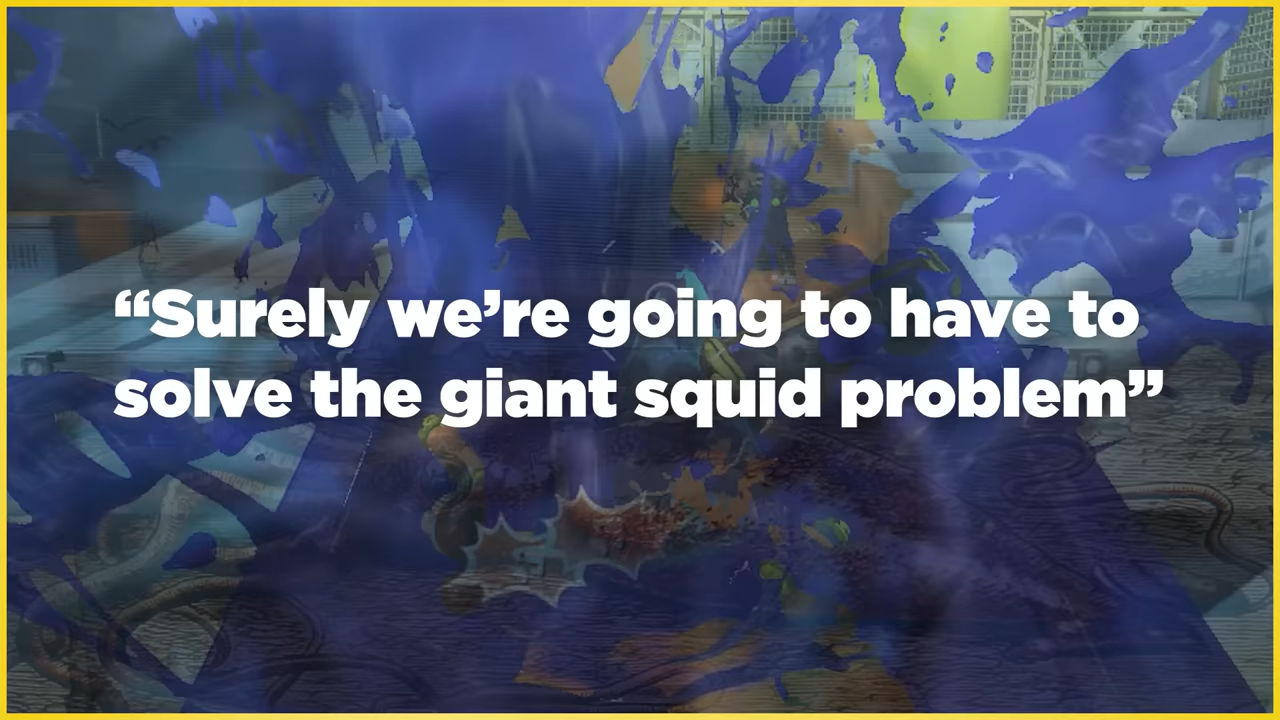 “Surely we’re going to have to
solve the giant squid problem”